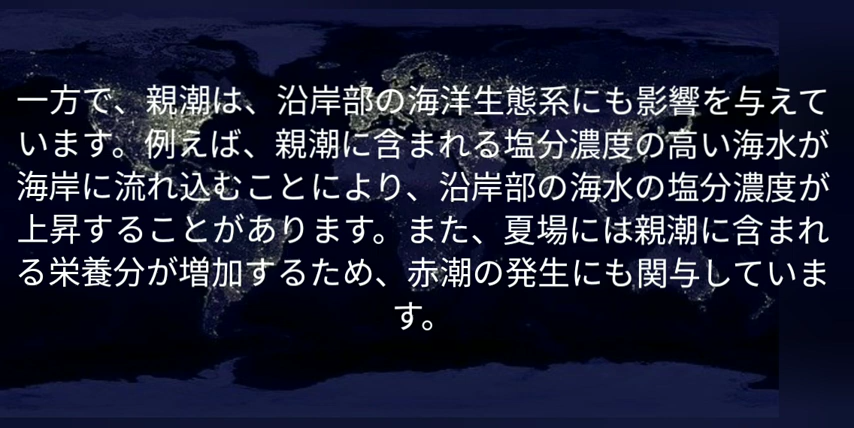 一方で、親潮は、沿岸部の海洋生態系にも影響を与えて
います。例えば、親潮に含まれる塩分濃度の高い海水が
海岸に流れ込むことにより、沿岸部の海水の塩分濃度が
上昇することがあります。また、夏場には親潮に含まれ
る栄養分が増加するため、赤潮の発生にも関与していま
す。